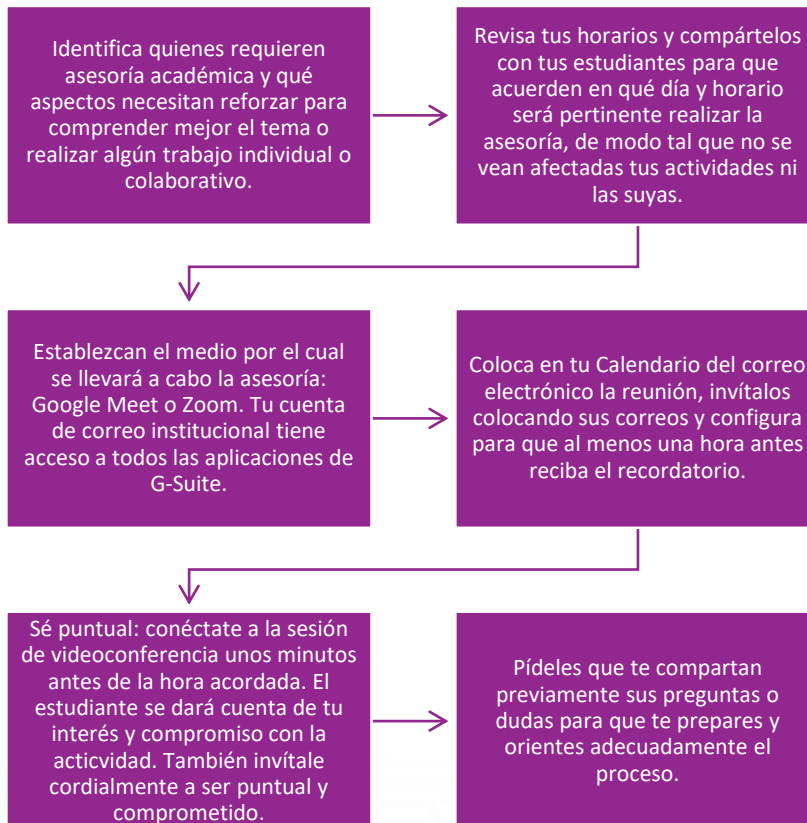 Identifica quienes requieren
asesoría académica y qué
aspectos necesitan reforzar para
comprender mejor el tema o
realizar algún trabajo individual o
colaborativo.
Revisa tus horarios y compártelos
con tus estudiantes para que
acuerden en qué día y horario
será pertinente realizar la
asesoría, de modo tal que no se
vean afectadas tus actividades ni
las suyas.
Establezcan el medio por el cual
se llevará a cabo la asesoría:
Google Meet o Zoom. Tu cuenta
de correo institucional tiene
acceso a todos las aplicaciones de
G-Suite.
Coloca en tu Calendario del correo
electrónico la reunión, invítalos
colocando sus correos y configura
para que al menos una hora antes
reciba el recordatorio.
Sé puntual: conéctate a la sesión
de videoconferencia unos minutos
antes de la hora acordada. El
estudiante se dará cuenta de tu
interés y compromiso con la
acticvidad. También invítale
cordialmente a ser puntual y
comprometido.
Pídeles que te compartan
previamente sus preguntas o
dudas para que te prepares y
orientes adecuadamente el
proceso.